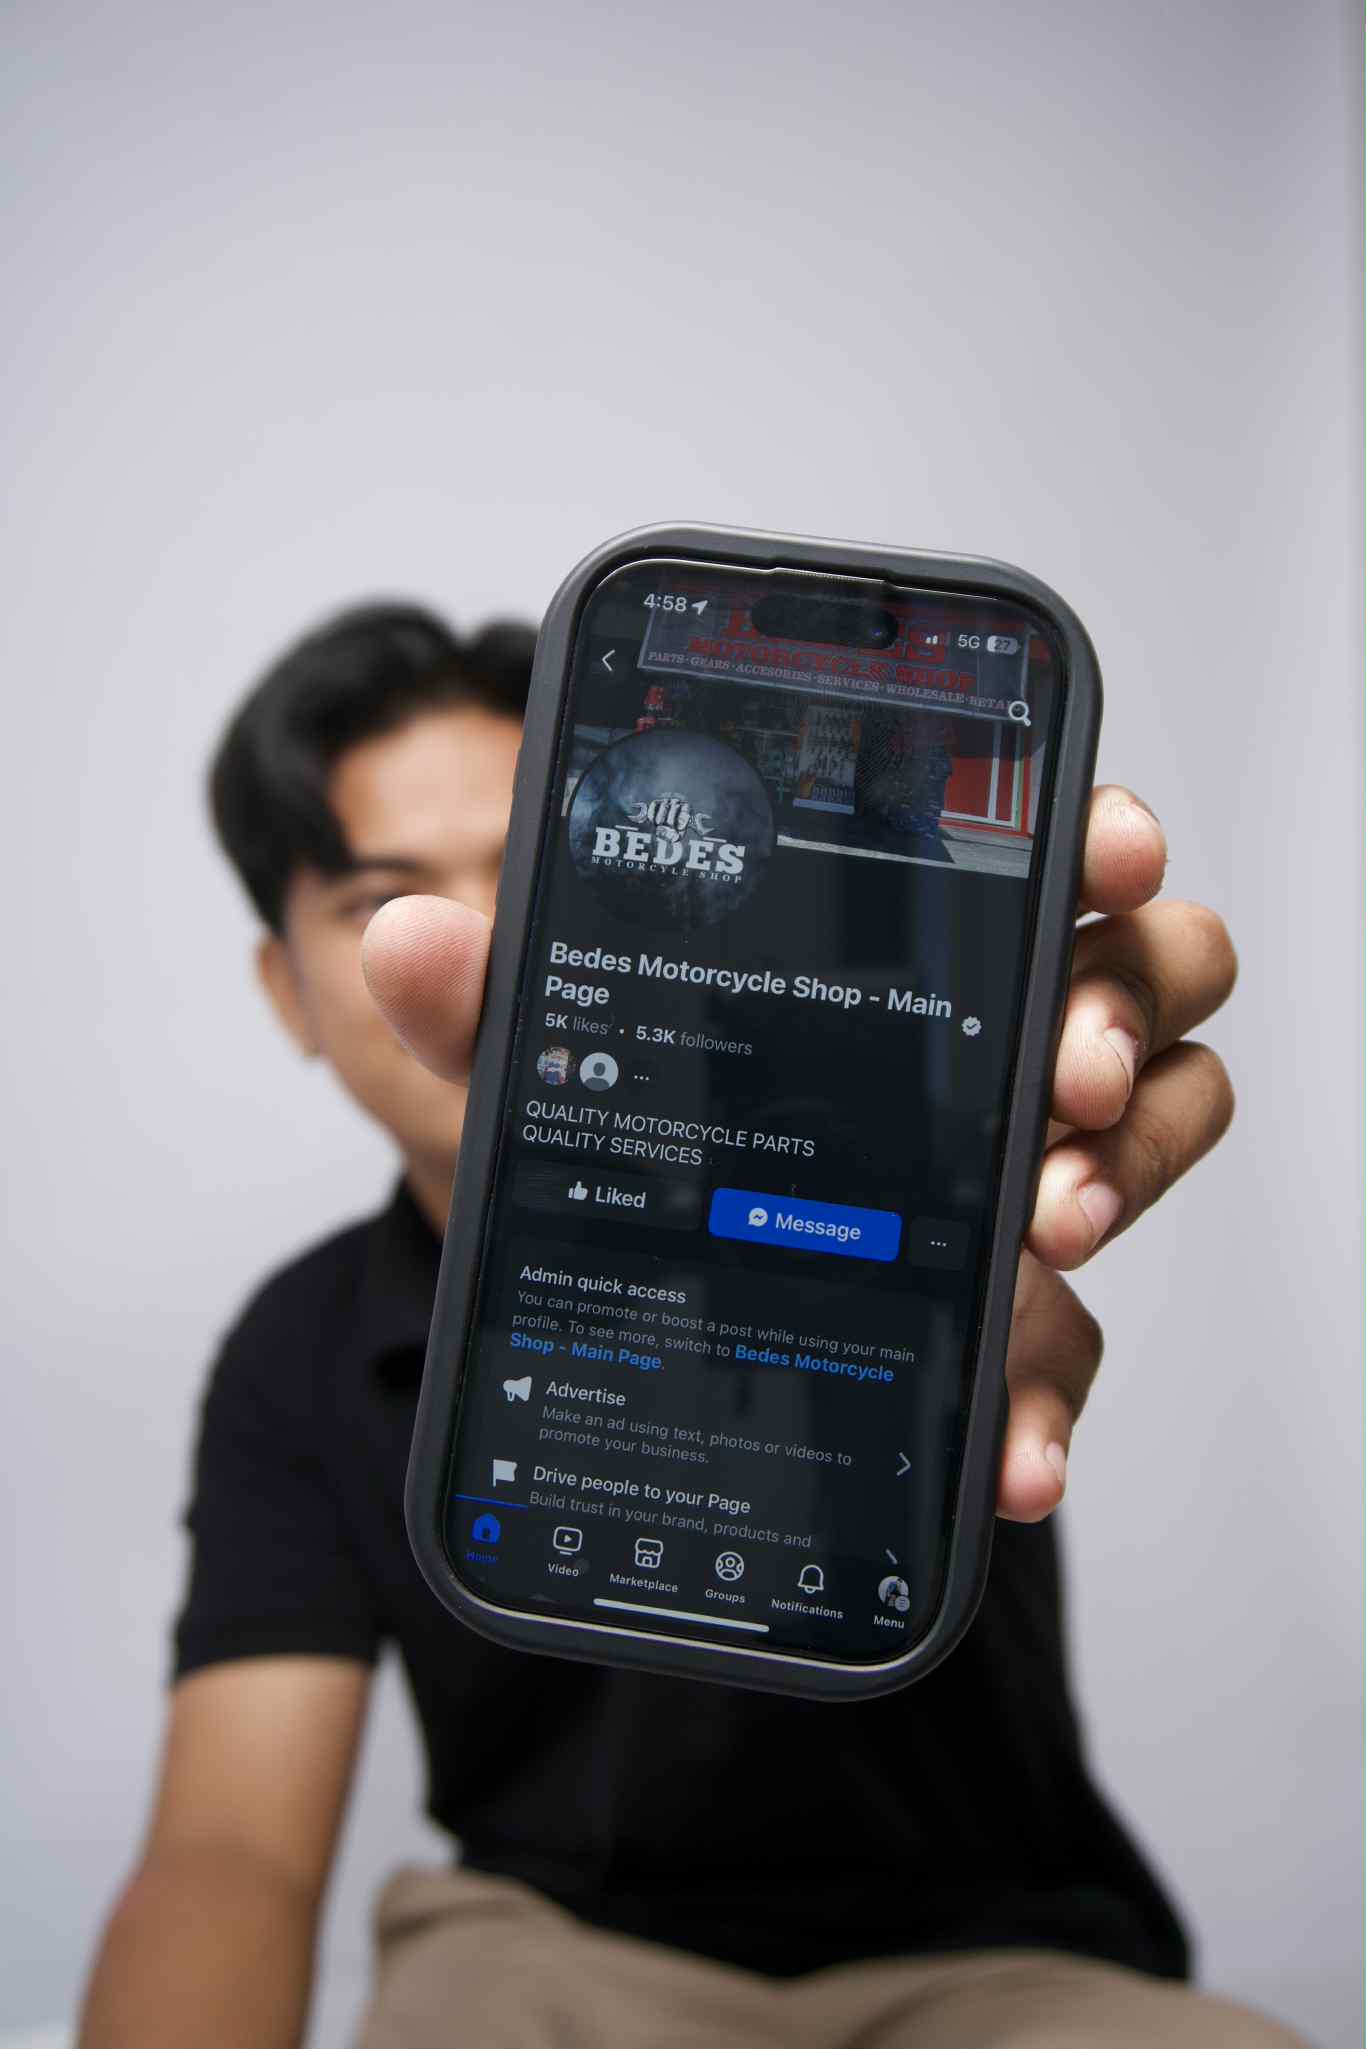 4:58
5G 27
BEDES
MOTORCYCLE SHOP
PARTS·GEARS·ACCESORIES·SERVICES·WHOLESALE·RETAI
BEDES
MOTORCYLE SHOP
Bedes Motorcycle Shop - Main
Page
5K likes • 5.3K followers
...
QUALITY MOTORCYCLE PARTS
QUALITY SERVICES
Liked
Message
...
Admin quick access
You can promote or boost a post while using your main
profile. To see more, switch to Bedes Motorcycle
Shop - Main Page.
Advertise
Make an ad using text, photos or videos to
promote your business.
Drive people to your Page
Build trust in your brand, products and
Home
Video
Marketplace
Groups
Notifications
Menu